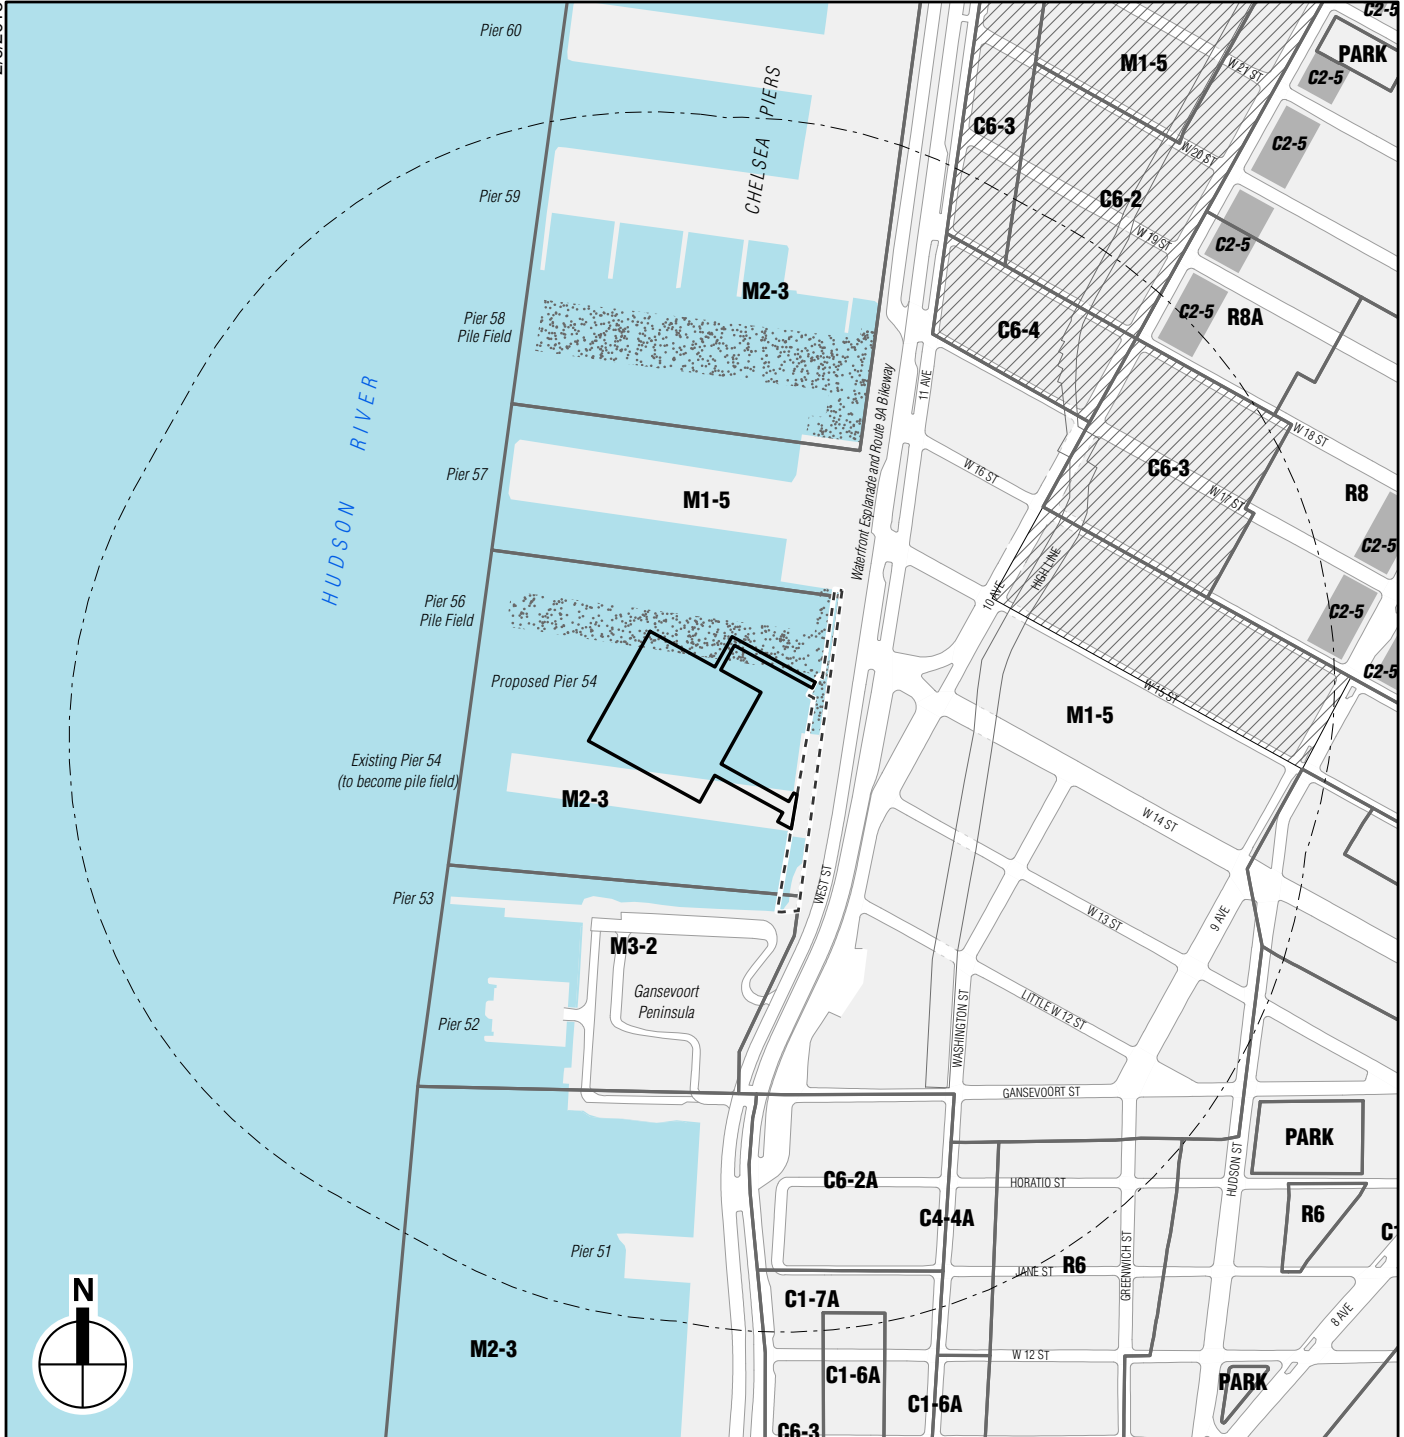 C2-5
Pier 60
PARK
M1-5
W 21 ST
C2-5
CHELSEA PIERS
C6-3
C2-5
W 20 ST
Pier 59
C6-2
W 19 ST
C2-5
M2-3
Pier 58
Pile Field
C2-5
R8A
C6-4
HUDSON RIVER
11 AVE
Waterfront Esplanade and Route 9A Bikeway
W 18 ST
Pier 57
W 16 ST
C6-3
M1-5
W 17 ST
R8
C2-5
HIGH LINE
10 AVE
Pier 56
Pile Field
C2-5
Proposed Pier 54
C2-5
W 15 ST
M1-5
Existing Pier 54
(to become pile field)
M2-3
W 14 ST
Pier 53
WEST ST
W 13 ST
9 AVE
M3-2
Gansevoort
Peninsula
LITTLE W 12 ST
Pier 52
WASHINGTON ST
GANSEVOORT ST
PARK
HUDSON ST
C6-2A
HORATIO ST
C4-4A
R6
Pier 51
GREENWICH ST
JANE ST
R6
N
C1-7A
8 AVE
M2-3
W 12 ST
C1-6A
PARK
C1-6A
C6-3